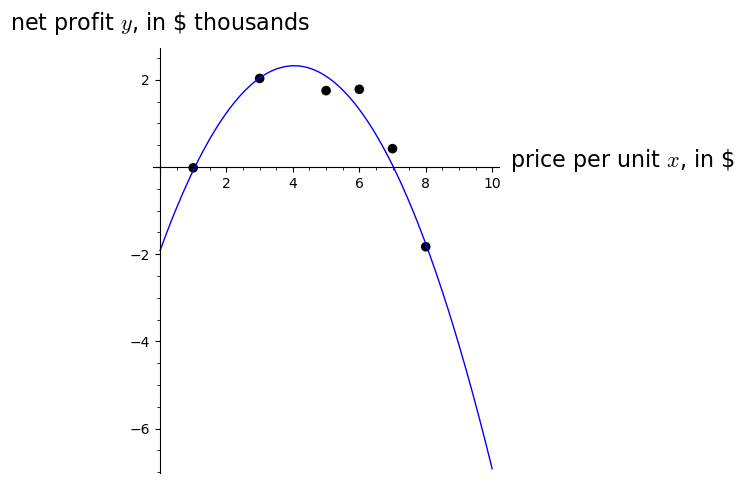 net profit y, in $ thousands
2
price per unit x, in $
2 4 6 8 10
−2
−4
−6